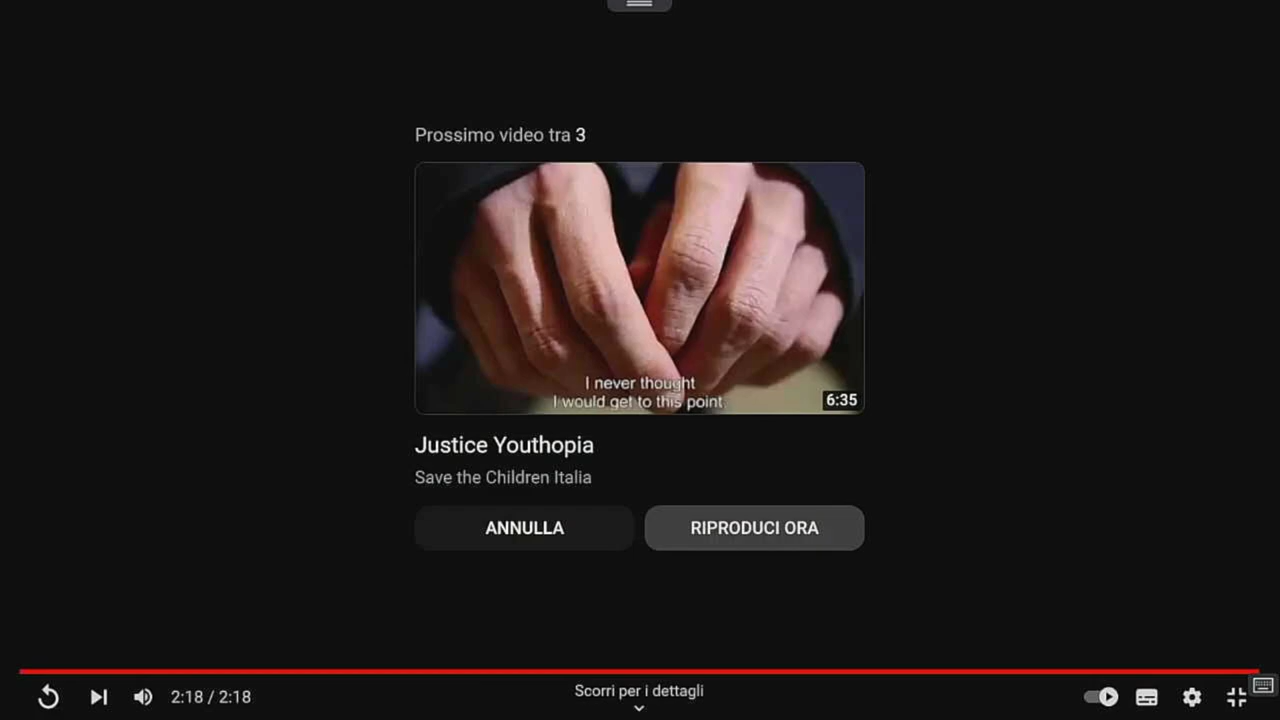 Prossimo video tra 3
I never thought
I would get to this point.
6:35
Justice Youthopia
Save the Children Italia
ANNULLA
RIPRODUCI ORA
2:18 / 2:18
Scorri per i dettagli